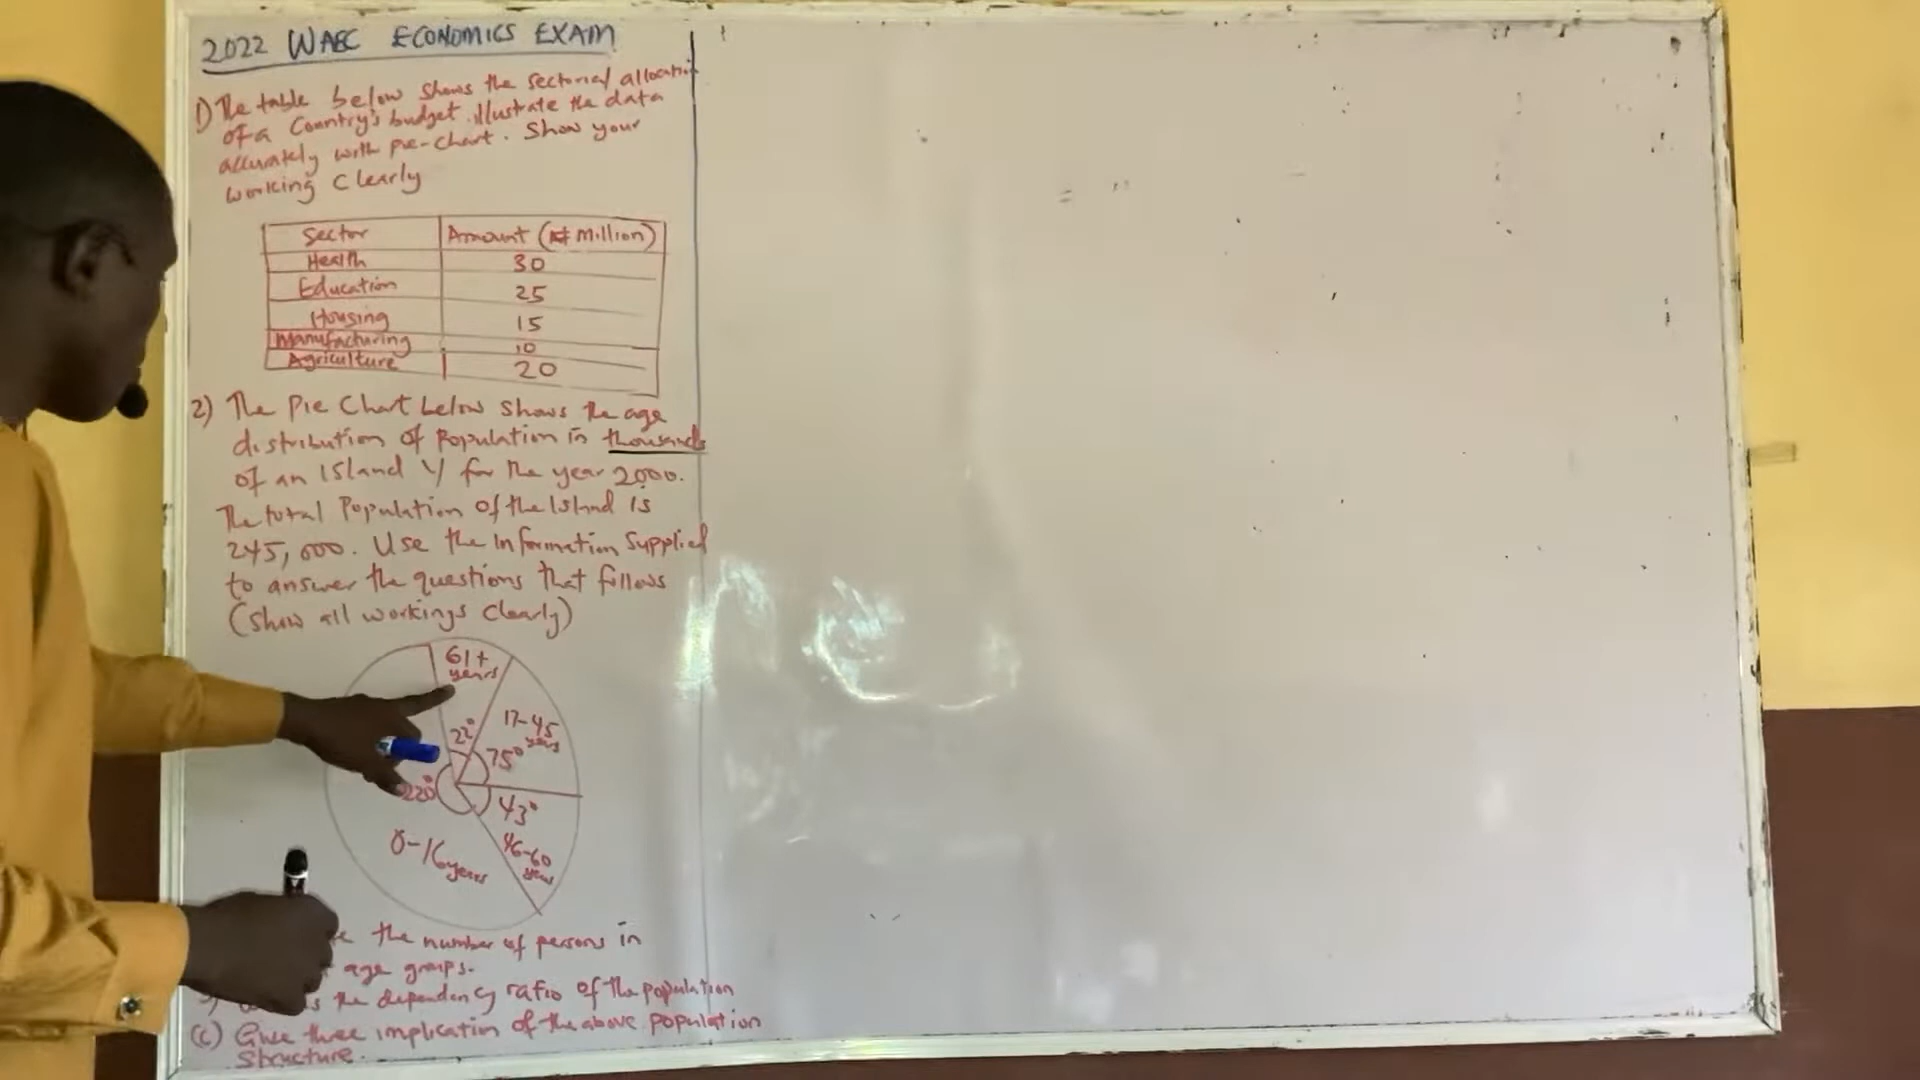 2022 WAEC ECONOMICS EXAM
1) The table below shows the sectorial allocation
of a Country's budget. illustrate the data
accurately with pie-chart. Show your
working Clearly
Sector Amount (₦ Million)
Health 30
Education 25
Housing 15
Manufacturing 10
Agriculture 20
2) The Pie Chart below shows the age
distribution of Population in thousands
of an Island Y for the year 2000.
The total Population of the Island is
245,000. Use the Information Supplied
to answer the questions that follows
(Show all workings Clearly)
61+
years
22°
17-45
years
75°
220°
43°
46-60
years
0-16years
the number of persons in
age groups.
is the dependency ratio of the population
(c) Give three implication of the above population
Structure.